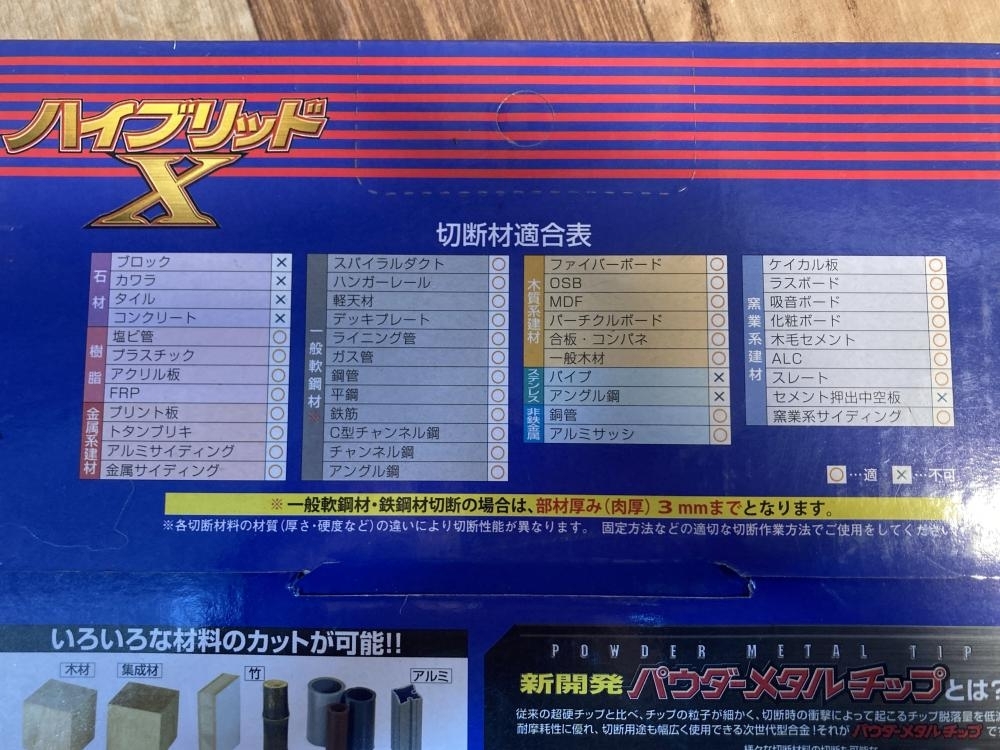 ハイブリッド
X
切断材適合表
石材
ブロック ×
カワラ ×
タイル ×
コンクリート ×
樹脂
塩ビ管 ○
プラスチック ○
アクリル板 ○
FRP ○
金属系建材
プリント板 ○
トタンブリキ ○
アルミサイディング ○
金属サイディング ○
一般軟鋼材※
スパイラルダクト ○
ハンガーレール ○
軽天材 ○
デッキプレート ○
ライニング管 ○
ガス管 ○
鋼管 ○
平鋼 ○
鉄筋 ○
C型チャンネル鋼 ○
チャンネル鋼 ○
アングル鋼 ○
木質系建材
ファイバーボード ○
OSB ○
MDF ○
パーチクルボード ○
合板・コンパネ ○
一般木材 ○
ステンレス
パイプ ×
アングル鋼 ×
非鉄金属
銅管 ○
アルミサッシ ○
窯業系建材
ケイカル板 ○
ラスボード ○
吸音ボード ○
化粧ボード ○
木毛セメント ○
ALC ○
スレート ○
セメント押出中空板 ×
窯業系サイディング ○
○…適 ×…不可
※一般軟鋼材・鉄鋼材切断の場合は、部材厚み(肉厚)3mmまでとなります。
※各切断材料の材質(厚さ・硬度など)の違いにより切断性能が異なります。 固定方法などの適切な切断作業方法でご使用をしてくださ
いろいろな材料のカットが可能!!
木材
集成材
竹
アルミ
POWDER METAL TIP
新開発パウダーメタルチップとは?
従来の超硬チップと比べ、チップの粒子が細かく、切断時の衝撃によって起こるチップ脱落量を低
耐摩耗性に優れ、切断用途も幅広く使用できる次世代型合金!それがパウダーメタルチップで